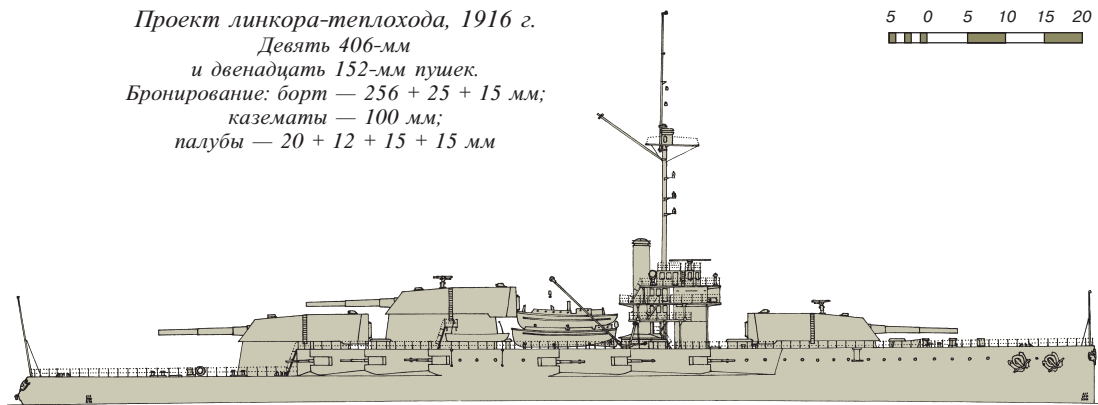 Проект линкора-теплохода, 1916 г.
Девять 406-мм
и двенадцать 152-мм пушек.
Бронирование: борт — 256 + 25 + 15 мм;
казематы — 100 мм;
палубы — 20 + 12 + 15 + 15 мм
5 0 5 10 15 20